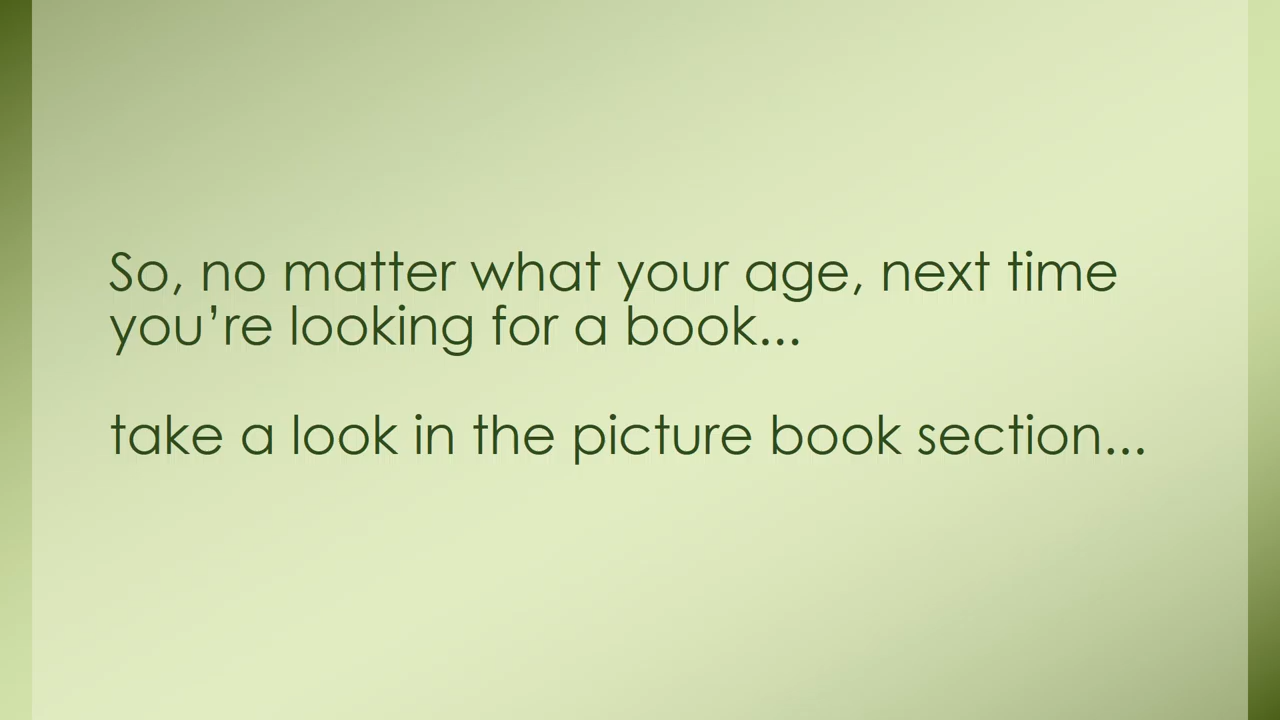 So, no matter what your age, next time
you’re looking for a book...
take a look in the picture book section...